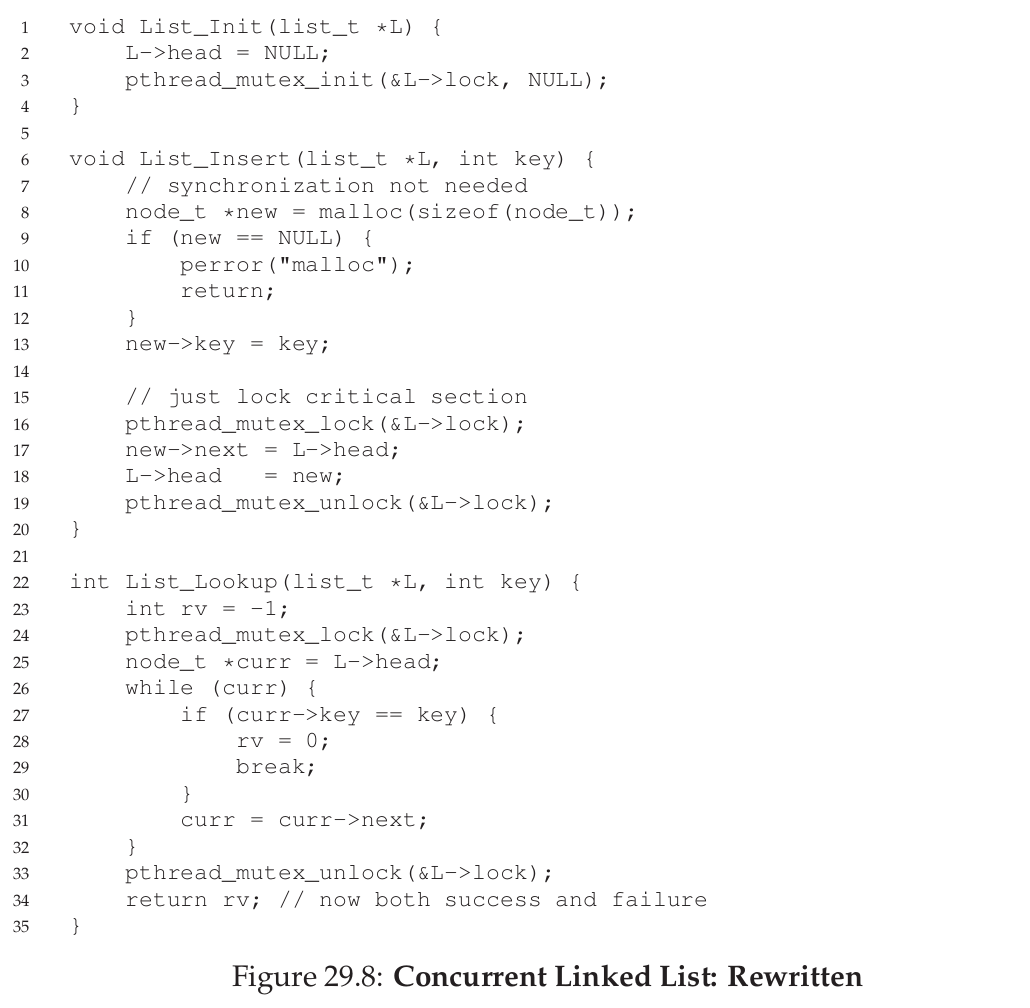 1 void List_Init(list_t *L) {
2     L->head = NULL;
3     pthread_mutex_init(&L->lock, NULL);
4 }
5
6 void List_Insert(list_t *L, int key) {
7     // synchronization not needed
8     node_t *new = malloc(sizeof(node_t));
9     if (new == NULL) {
10         perror("malloc");
11         return;
12     }
13     new->key = key;
14
15     // just lock critical section
16     pthread_mutex_lock(&L->lock);
17     new->next = L->head;
18     L->head   = new;
19     pthread_mutex_unlock(&L->lock);
20 }
21
22 int List_Lookup(list_t *L, int key) {
23     int rv = -1;
24     pthread_mutex_lock(&L->lock);
25     node_t *curr = L->head;
26     while (curr) {
27         if (curr->key == key) {
28             rv = 0;
29             break;
30         }
31         curr = curr->next;
32     }
33     pthread_mutex_unlock(&L->lock);
34     return rv; // now both success and failure
35 }
Figure 29.8: Concurrent Linked List: Rewritten